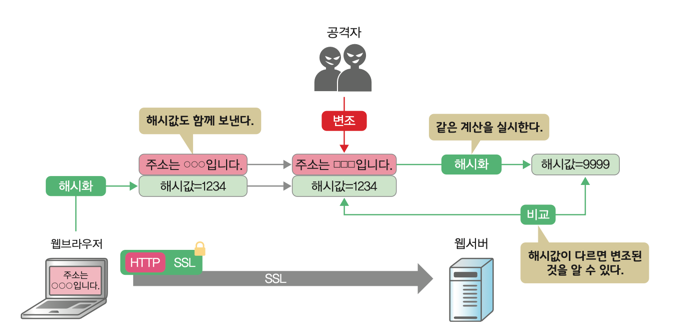 공격자
해시값도 함께 보낸다.
변조
같은 계산을 실시한다.
주소는 ○○○입니다.
주소는 □□□입니다.
해시화
해시값=9999
해시화
해시값=1234
해시값=1234
비교
웹브라우저
웹서버
해시값이 다르면 변조된
것을 알 수 있다.
HTTP SSL
SSL
주소는
○○○입니다.